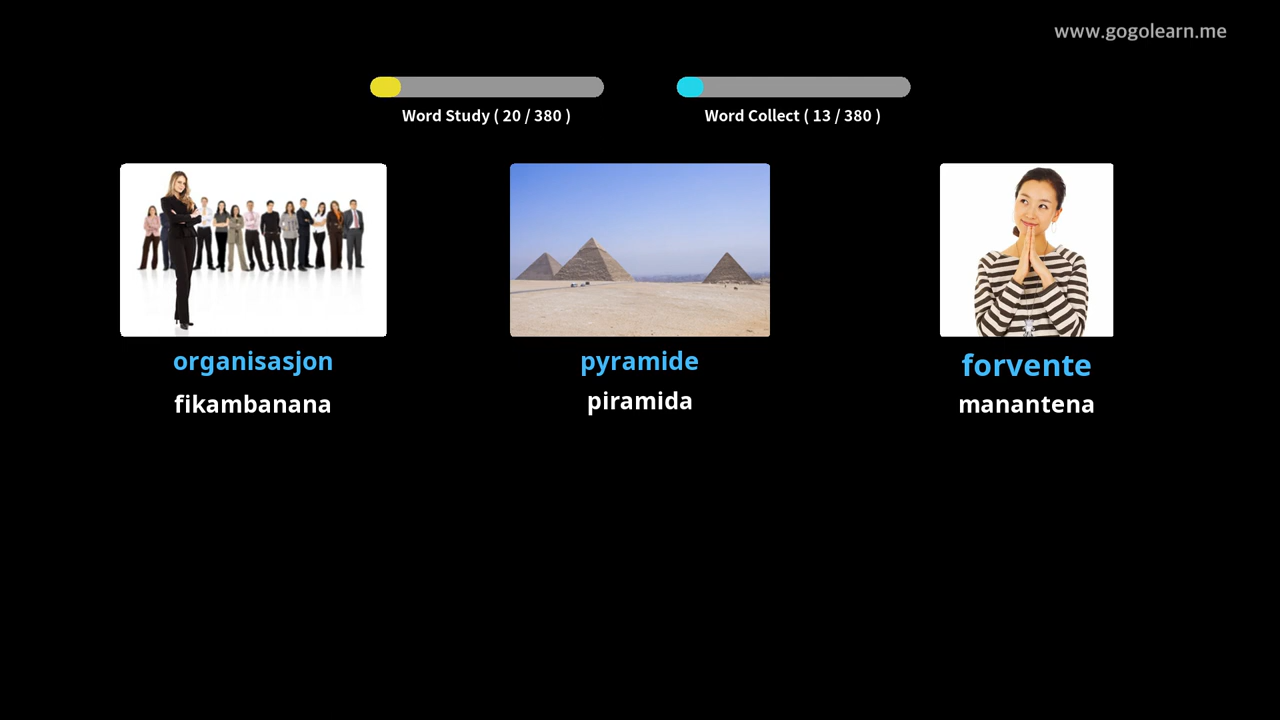 www.gogolearn.me
Word Study ( 20 / 380 )
Word Collect ( 13 / 380 )
organisasjon
fikambanana
pyramide
piramida
forvente
manantena